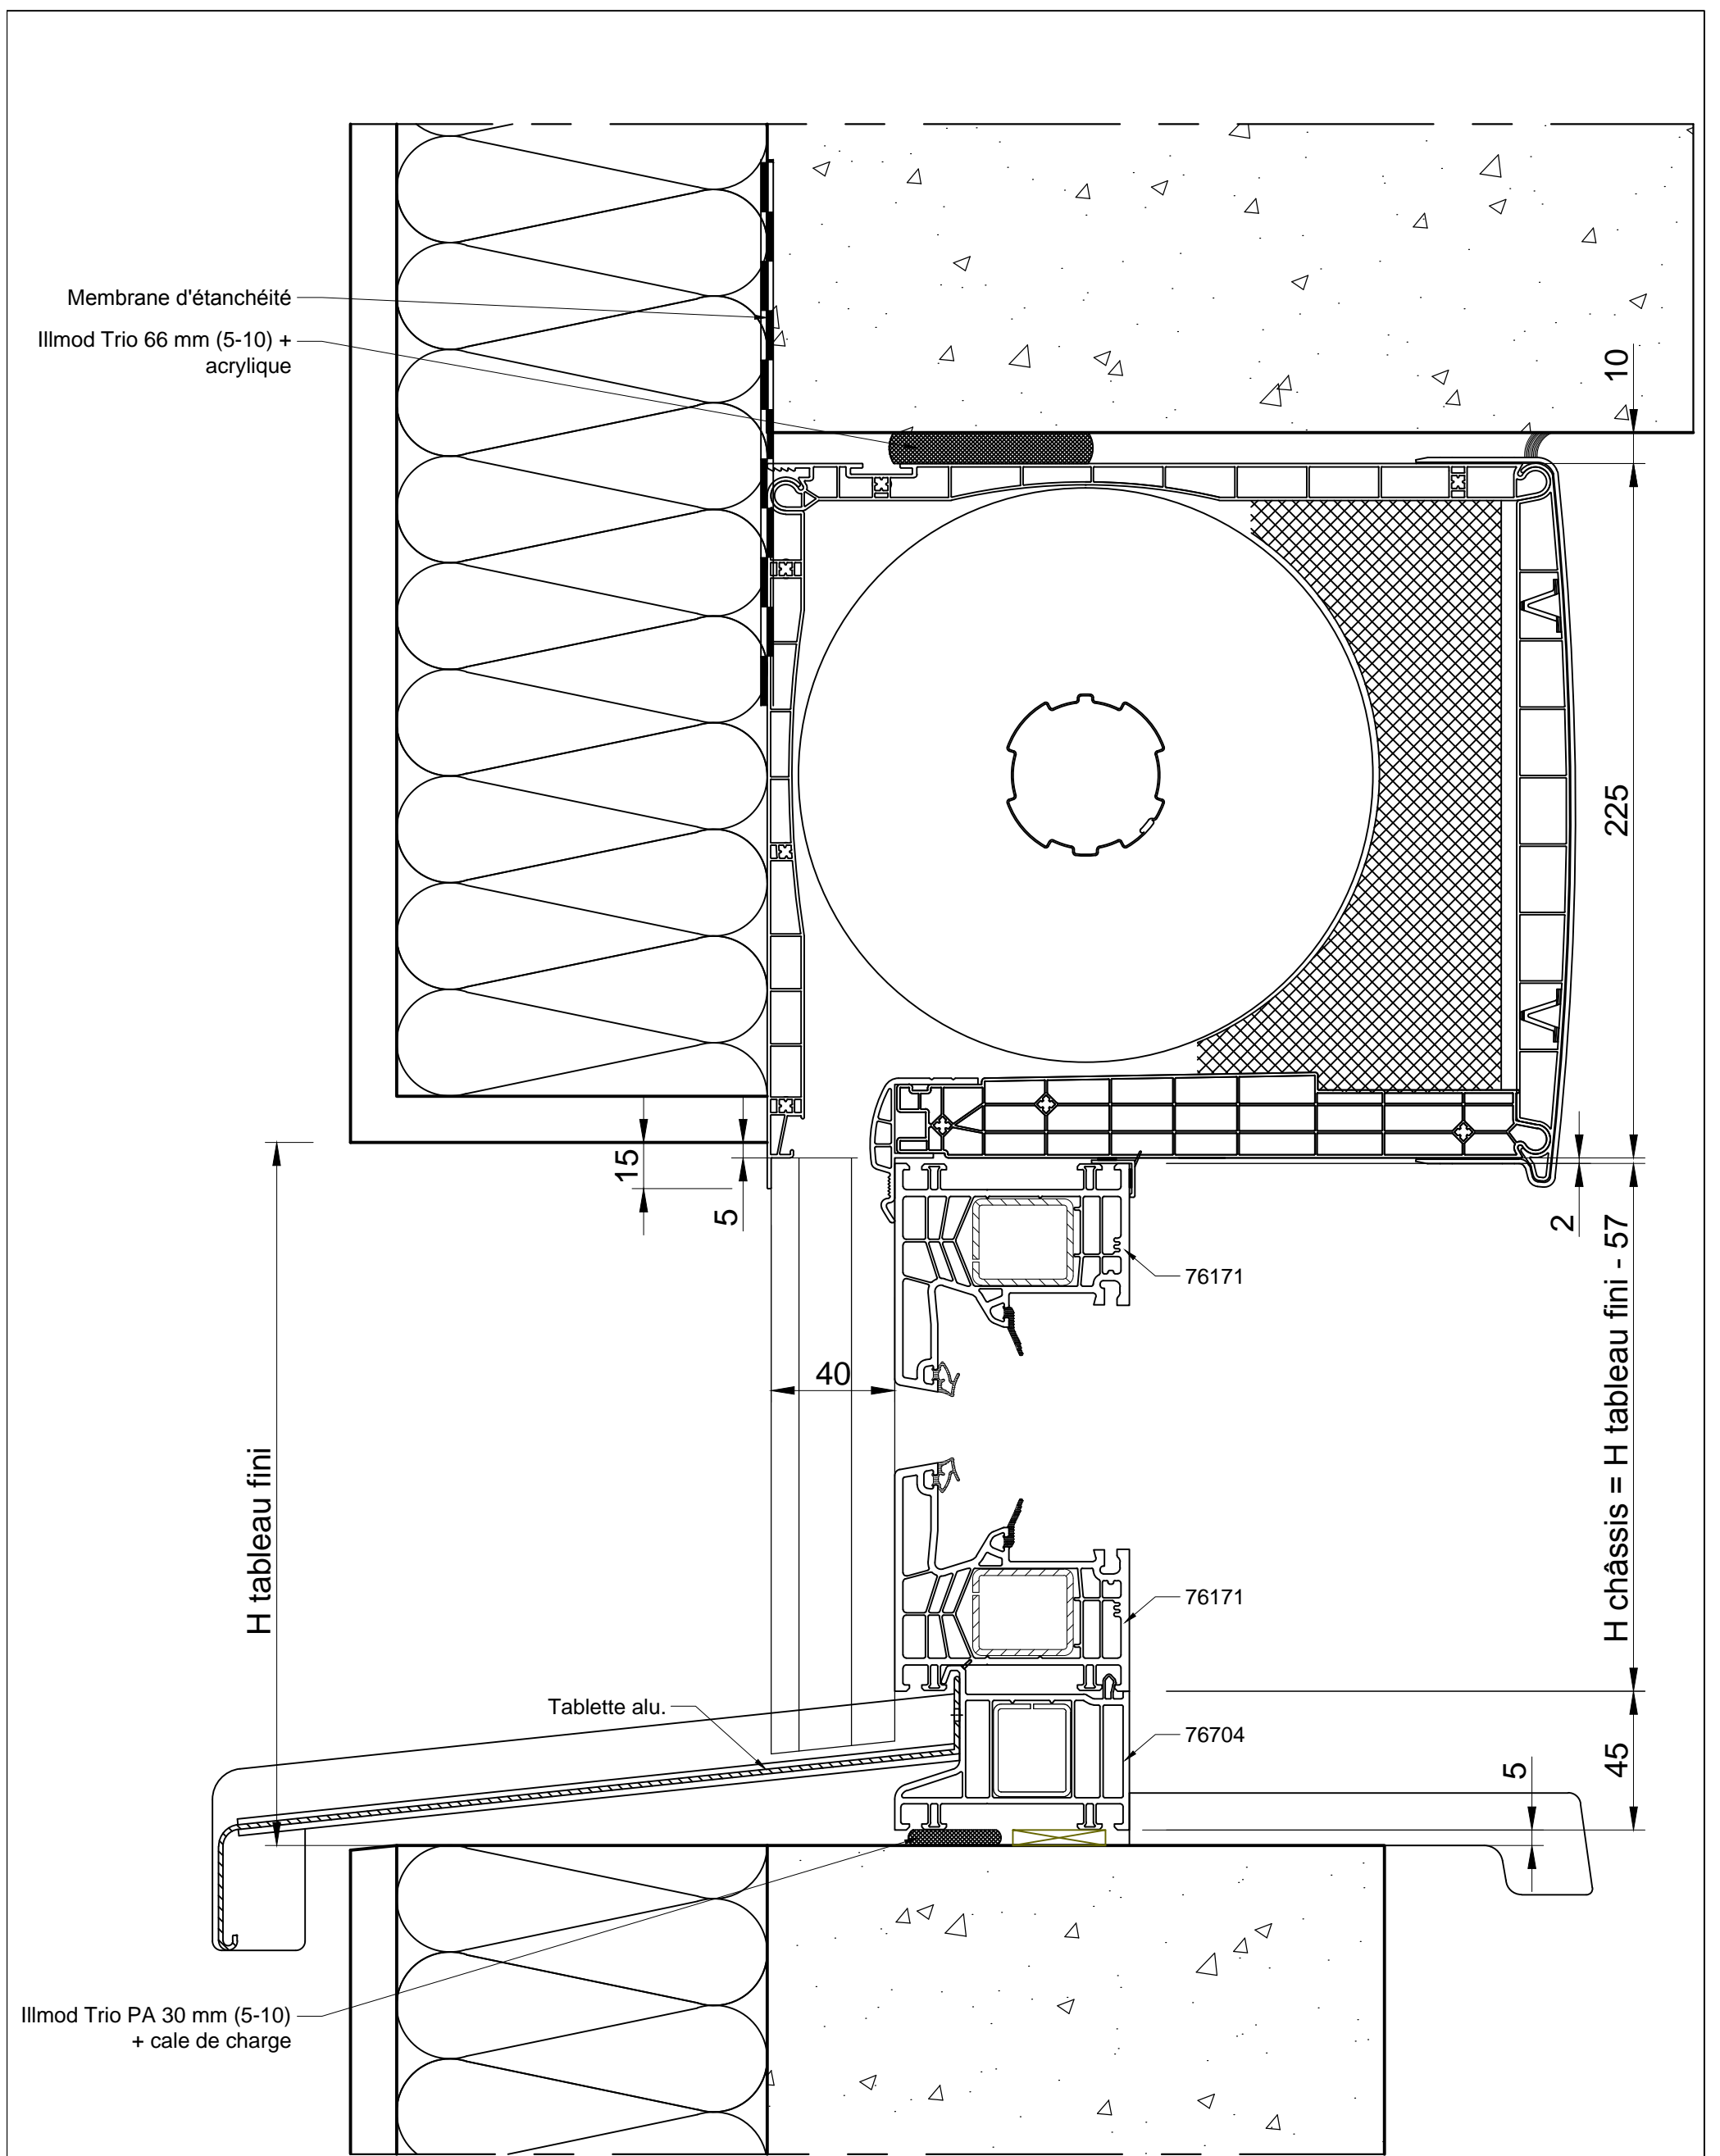 Membrane d'étanchéité
Illmod Trio 66 mm (5-10) +
acrylique
10
225
15
5
2
76171
40
H tableau fini
H châssis = H tableau fini - 57
76171
Tablette alu.
76704
45
5
Illmod Trio PA 30 mm (5-10)
+ cale de charge